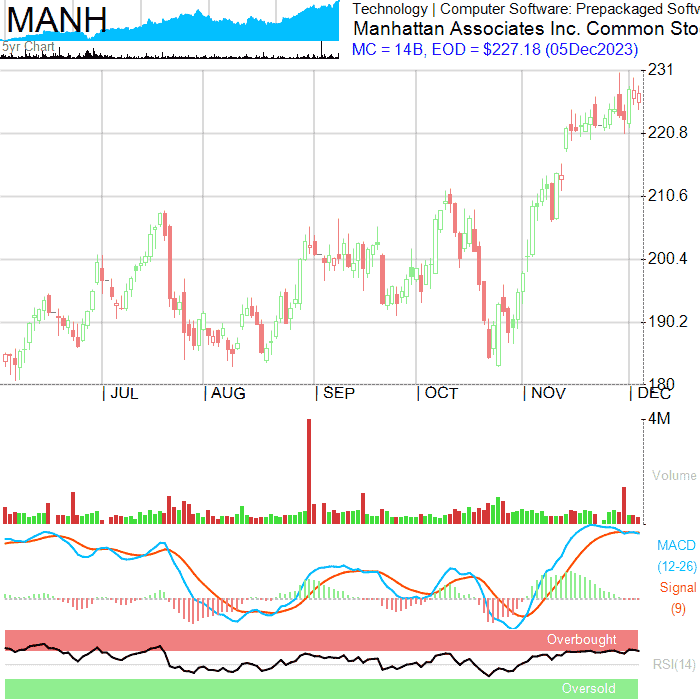 MANH
5yr Chart
Technology | Computer Software: Prepackaged Softw
Manhattan Associates Inc. Common Sto
MC = 14B, EOD = $227.18 (05Dec2023)
231
220.8
210.6
200.4
190.2
180
JUL AUG SEP OCT NOV DEC
4M
Volume
MACD
(12-26)
Signal
(9)
Overbought
RSI(14)
Oversold